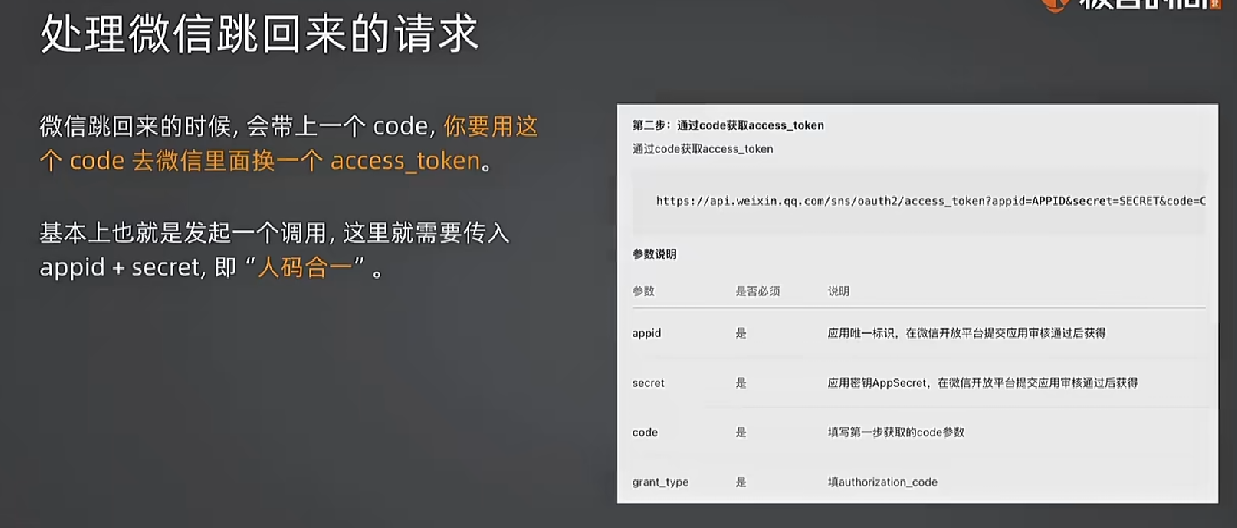 处理微信跳回来的请求
微信跳回来的时候, 会带上一个 code, 你要用这
个 code 去微信里面换一个 access_token。
基本上也就是发起一个调用, 这里就需要传入
appid + secret, 即 “人码合一” 。
第二步：通过code获取access_token
通过code获取access_token
https://api.weixin.qq.com/sns/oauth2/access_token?appid=APPID&secret=SECRET&code=C
参数说明
参数 是否必须 说明
appid 是 应用唯一标识，在微信开放平台提交应用审核通过后获得
secret 是 应用密钥AppSecret，在微信开放平台提交应用审核通过后获得
code 是 填写第一步获取的code参数
grant_type 是 填authorization_code